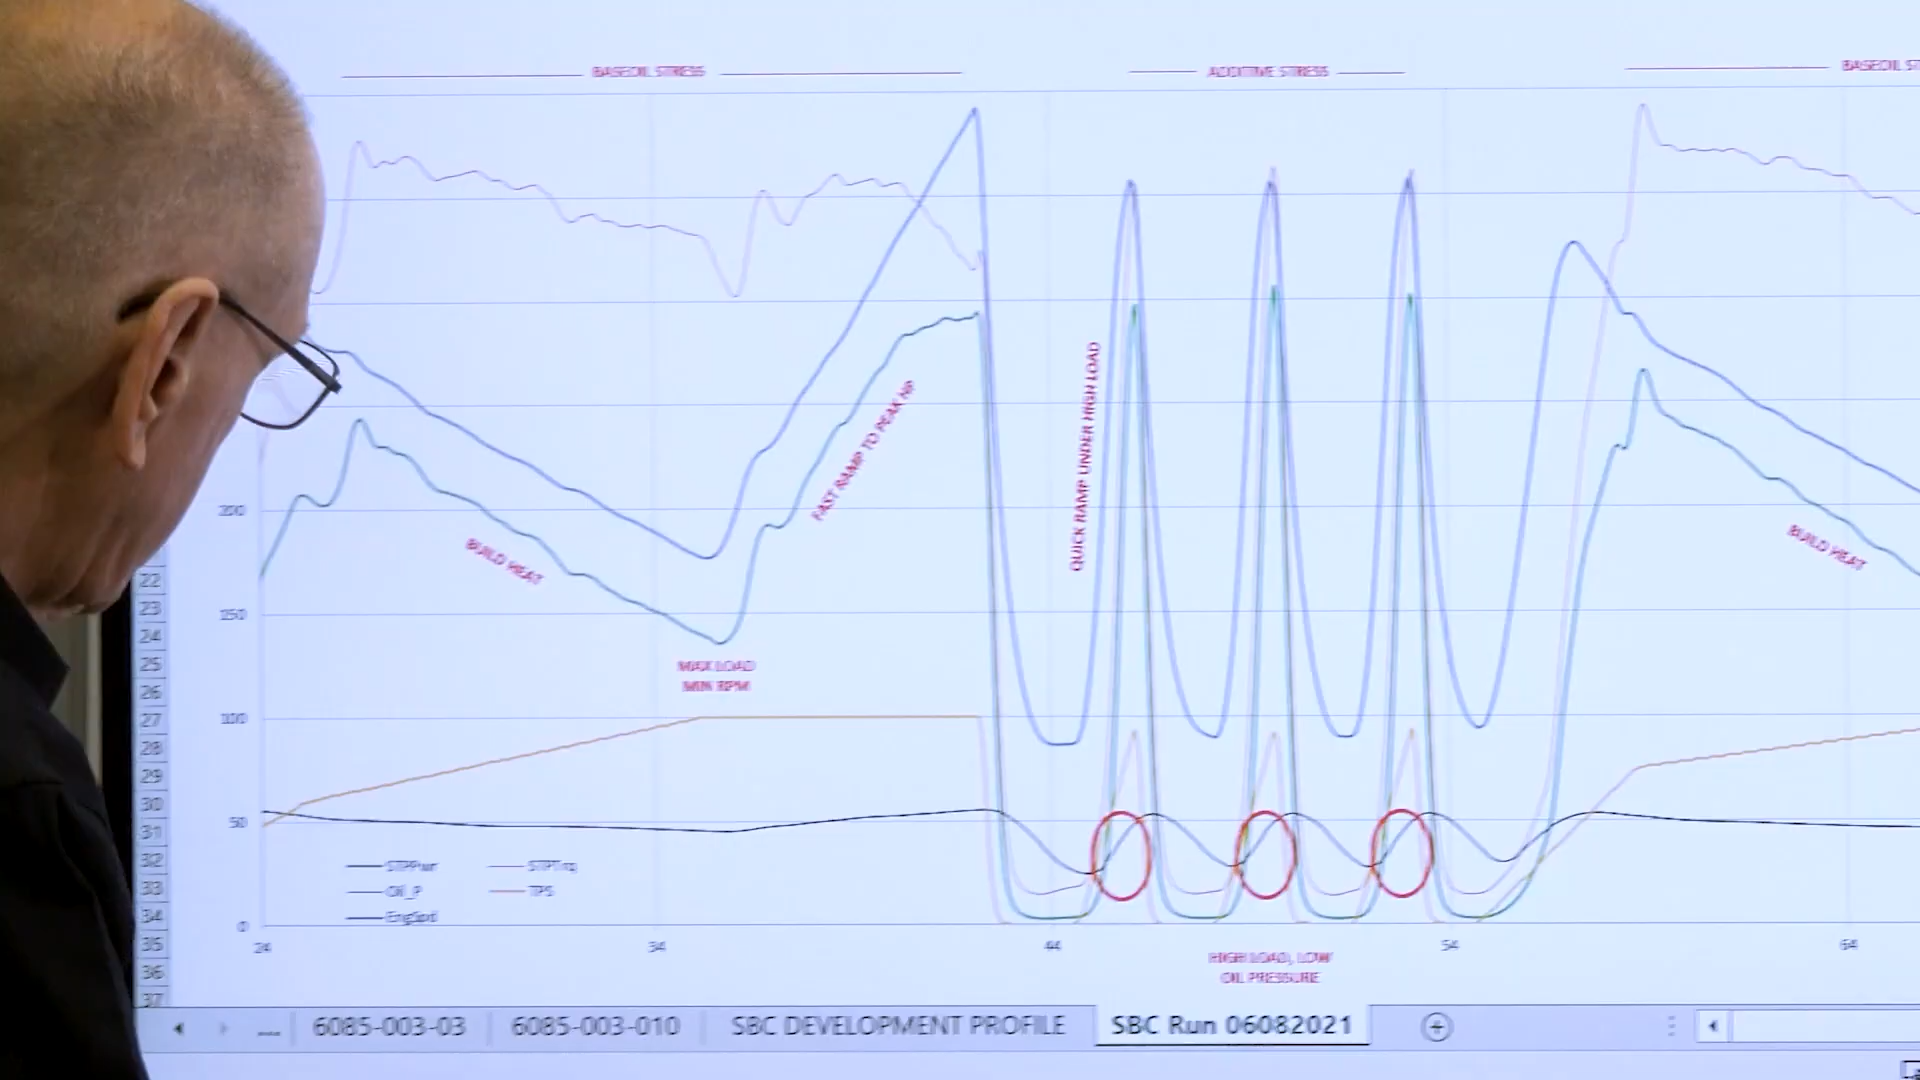 BASEOIL STRESS
ADDITIVE STRESS
BASEOIL ST
QUICK RAMP UNDER HIGH LOAD
FAST RAMP TO PEAK HP
BUILD HEAT
BUILD HEAT
MAX LOAD
MIN RPM
200
150
100
50
0
22
23
24
25
26
27
28
29
30
31
32
33
34
35
36
37
STPPwr
STPTrq
Oil_P
TPS
EngSpd
24
34
44
54
64
HIGH LOAD, LOW
OIL PRESSURE
... 6085-003-03 6085-003-010 SBC DEVELOPMENT PROFILE SBC Run 06082021